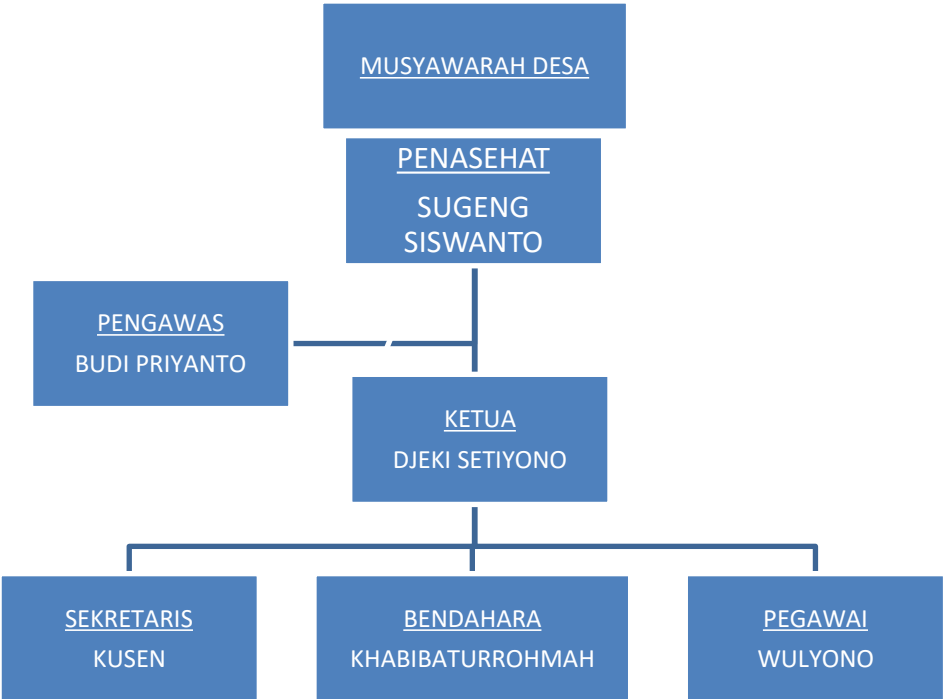 MUSYAWARAH DESA
PENASEHAT
SUGENG
SISWANTO
PENGAWAS
BUDI PRIYANTO
KETUA
DJEKI SETIYONO
SEKRETARIS
KUSEN
BENDAHARA
KHABIBATURROHMAH
PEGAWAI
WULYONO